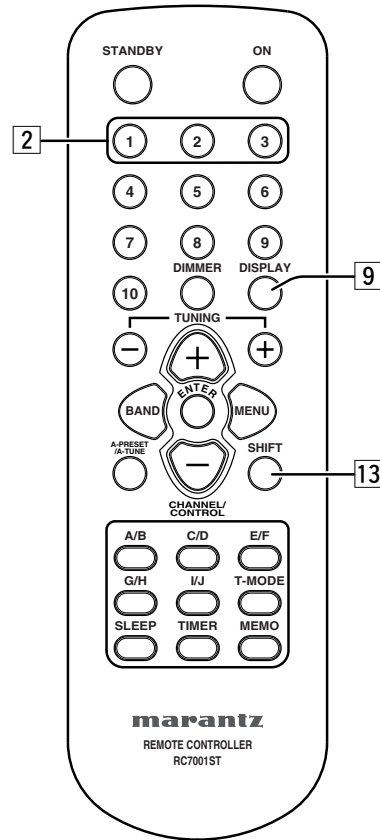 STANDBY ON
2
1 2 3
4 5 6
7 8 9
DIMMER DISPLAY
10
9
TUNING
− + +
ENTER
BAND MENU
A-PRESET
/A-TUNE
SHIFT
−
13
CHANNEL/
CONTROL
A/B C/D E/F
G/H I/J T-MODE
SLEEP TIMER MEMO
marantz
REMOTE CONTROLLER
RC7001ST